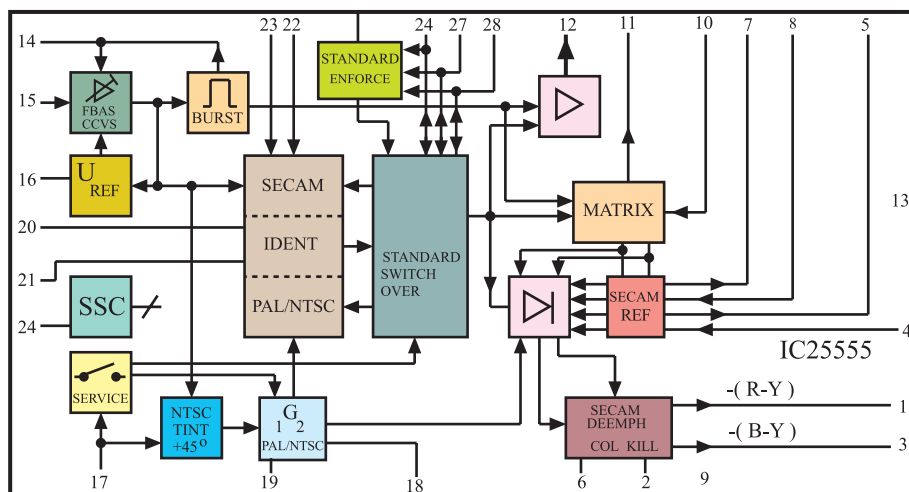 23 22 24 27 28 12 11 10 7 8 5
14
STANDARD
ENFORCE
15
FBAS
CCVS
BURST
16
U
REF
SECAM
MATRIX
13
20
IDENT
STANDARD
SWITCH
OVER
21
PAL/NTSC
SSC
SECAM
REF
24
4
IC25555
SERVICE
-( R-Y )
1
NTSC
TINT
+45º
G
1 2
PAL/NTSC
SECAM
DEEMPH
COL KILL
-( B-Y )
3
17
19
18
6
2
9